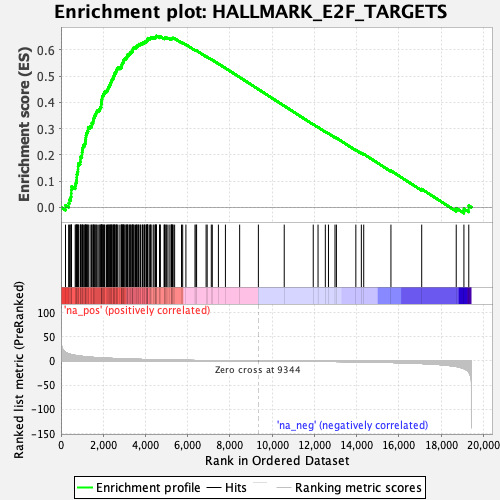 Enrichment plot: HALLMARK_E2F_TARGETS
Enrichment score (ES)
0.6
0.5
0.4
0.3
0.2
0.1
0.0
'na_pos' (positively correlated)
Ranked list metric (PreRanked)
100
50
0
-50
-100
-150
Zero cross at 9344
'na_neg' (negatively correlated)
0 2,000 4,000 6,000 8,000 10,000 12,000 14,000 16,000 18,000 20,000
Rank in Ordered Dataset
Enrichment profile Hits Ranking metric scores